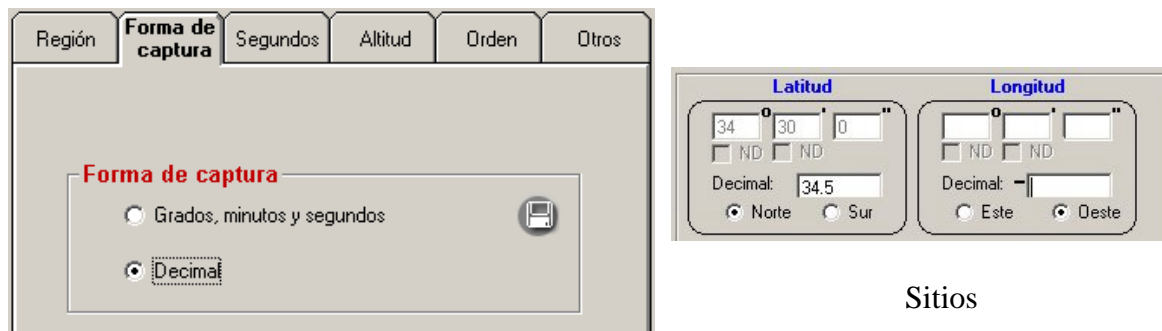 Región Forma de captura Segundos Altitud Orden Otros
Forma de captura
Grados, minutos y segundos
Decimal
Latitud Longitud
34 º 30 ' 0 " º ' "
ND ND ND ND
Decimal: 34.5 Decimal: -
Norte Sur Este Oeste
Sitios